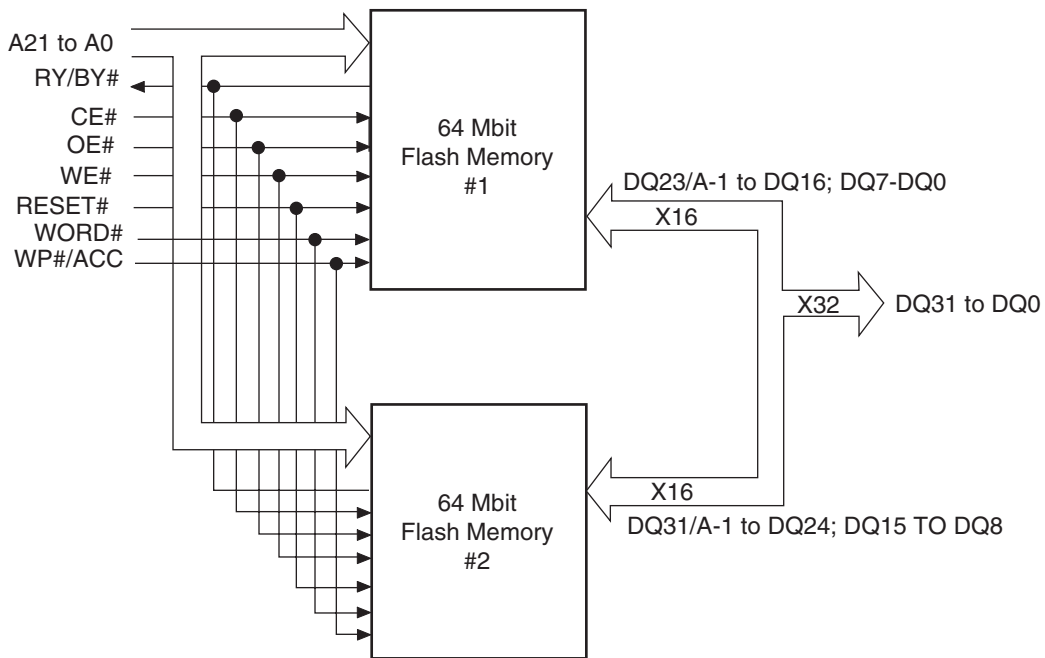 A21 to A0
RY/BY#
CE#
OE#
WE#
RESET#
WORD#
WP#/ACC
64 Mbit
Flash Memory
#1
DQ23/A-1 to DQ16; DQ7-DQ0
X16
X32
DQ31 to DQ0
64 Mbit
Flash Memory
#2
X16
DQ31/A-1 to DQ24; DQ15 TO DQ8